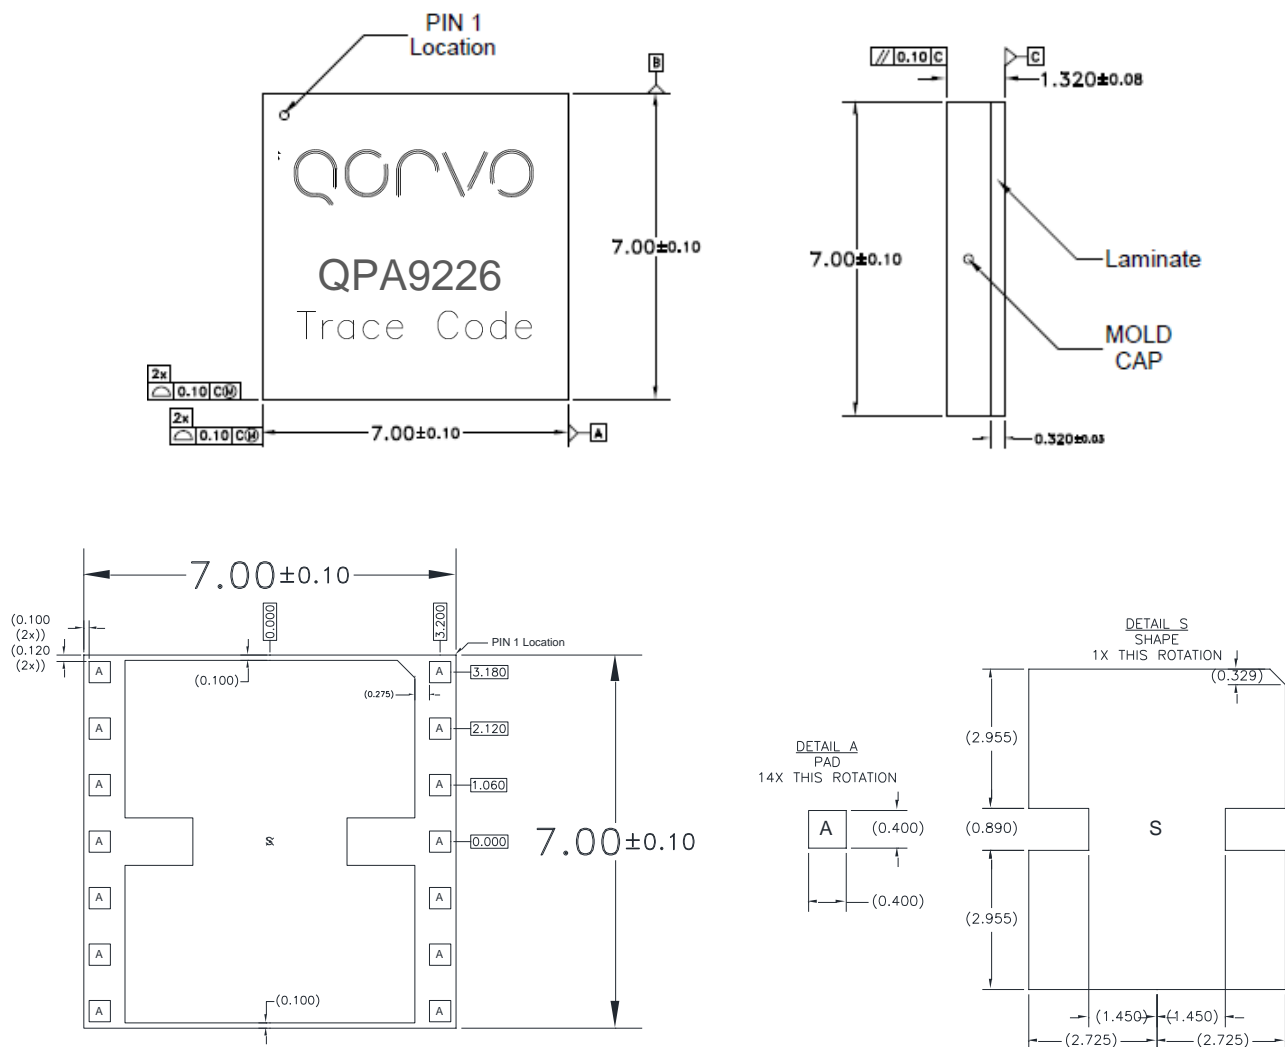 PIN 1
Location
B
// 0.10 C
C
1.320±0.08
QORVO
7.00±0.10
7.00±0.10
QPA9226
Laminate
Trace Code
MOLD
CAP
2x
0.10 CⓂ
2x
0.10 CⓂ
7.00±0.10
A
0.320±0.03
7.00±0.10
(0.100
(2x))
(0.120
(2x))
0.000
3.200
PIN 1 Location
A
A
3.180
(0.100)
(0.275)
A
A
2.120
A
A
1.060
A
S
A
0.000
7.00±0.10
A
A
A
A
(0.100)
A
A
DETAIL A
PAD
14X THIS ROTATION
A
(0.400)
(0.400)
DETAIL S
SHAPE
1X THIS ROTATION
(0.329)
(2.955)
(0.890)
S
(2.955)
(1.450)
(1.450)
(2.725)
(2.725)